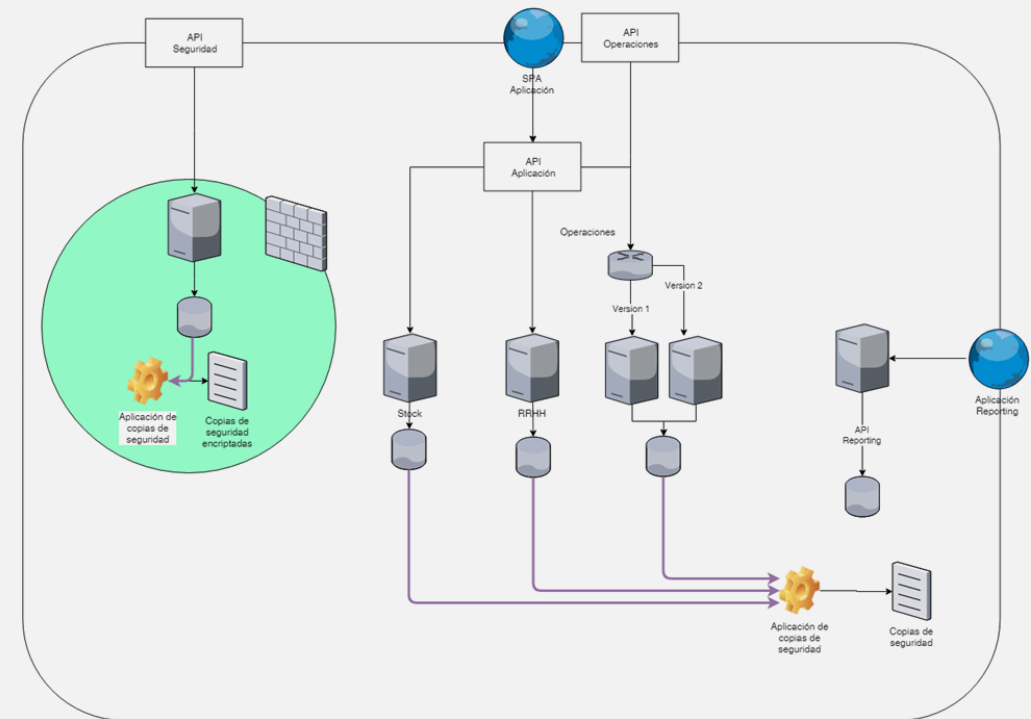 API
Seguridad
SPA
Aplicación
API
Operaciones
API
Aplicación
Operaciones
Version 2
Version 1
Stock
RRHH
API
Reporting
Aplicación
Reporting
Aplicación de
copias de
seguridad
Copias de
seguridad
encriptadas
Aplicación de
copias de
seguridad
Copias de
seguridad